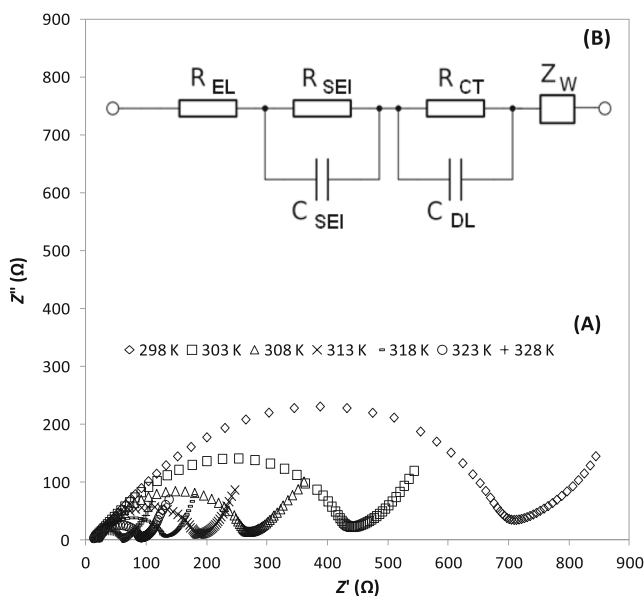 (B)
R EL R SEI R CT Z W
C SEI C DL
(A)
298 K 303 K 308 K 313 K 318 K 323 K 328 K
900
800
700
600
500
400
300
200
100
0
Z'' (Ω)
0 100 200 300 400 500 600 700 800 900
Z' (Ω)